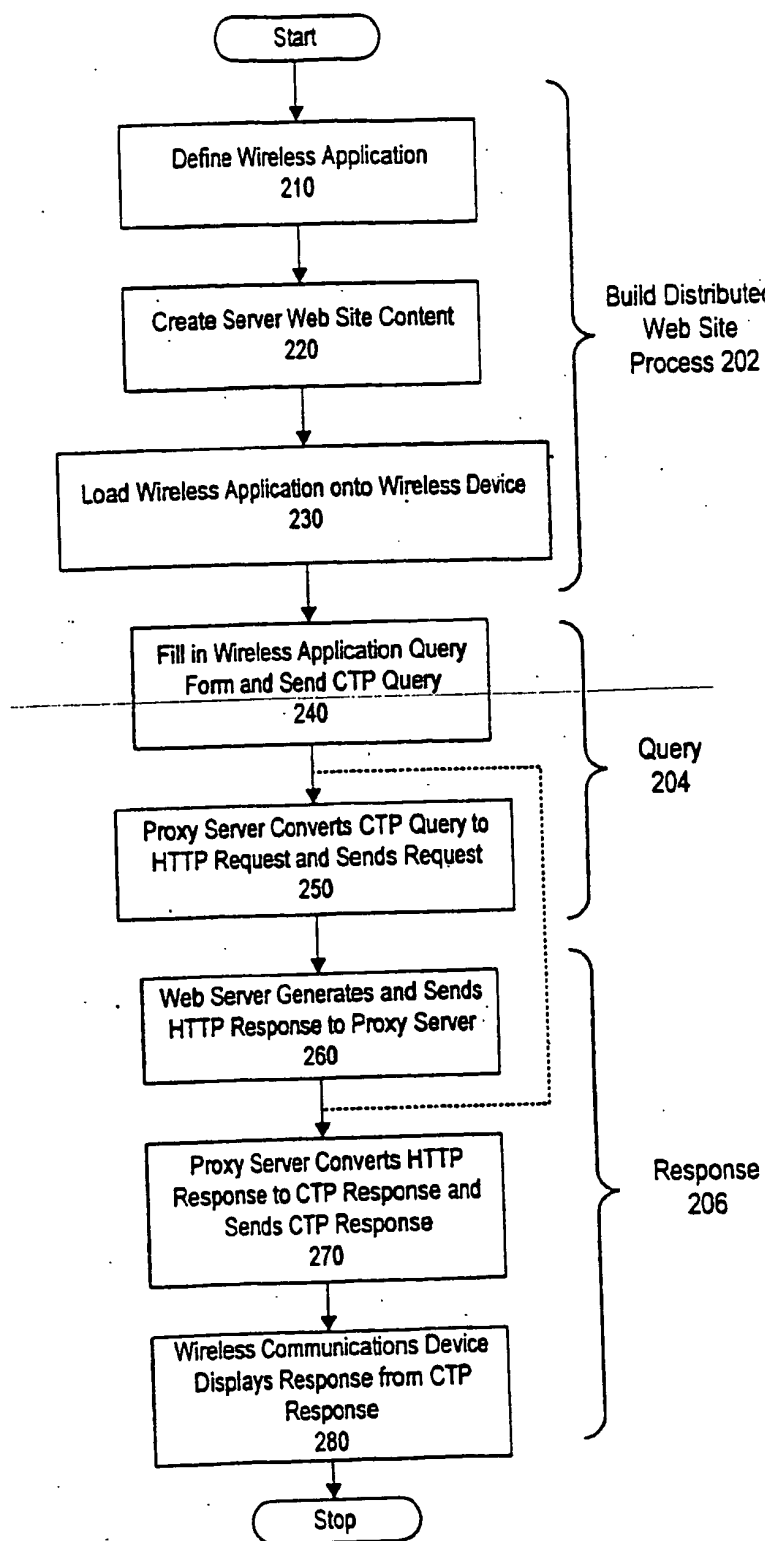 Start
Define Wireless Application
210
Create Server Web Site Content
220
Load Wireless Application onto Wireless Device
230
Build Distributed
Web Site
Process 202
Fill in Wireless Application Query
Form and Send CTP Query
240
Proxy Server Converts CTP Query to
HTTP Request and Sends Request
250
Query
204
Web Server Generates and Sends
HTTP Response to Proxy Server
260
Proxy Server Converts HTTP
Response to CTP Response and
Sends CTP Response
270
Wireless Communications Device
Displays Response from CTP
Response
280
Response
206
Stop